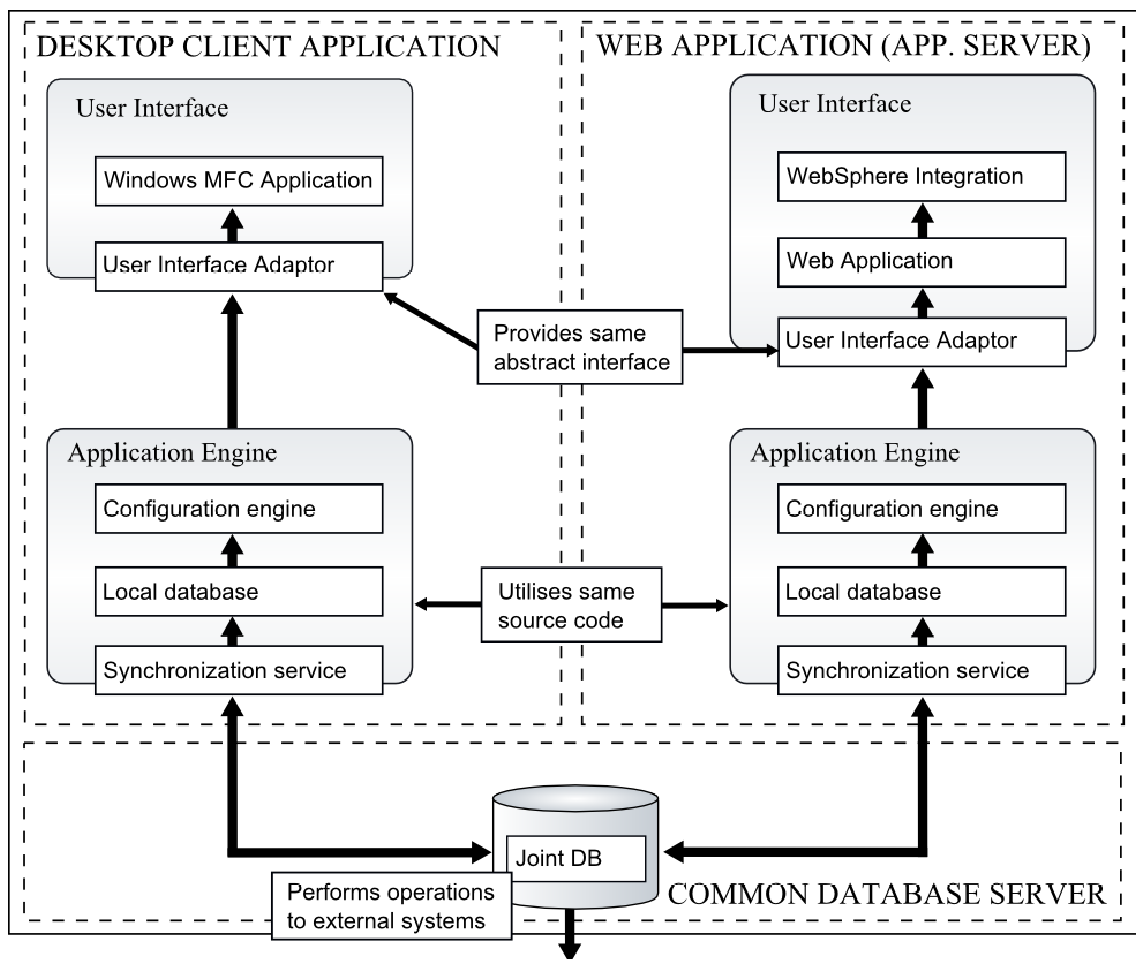 DESKTOP CLIENT APPLICATION
User Interface
Windows MFC Application
User Interface Adaptor
Application Engine
Configuration engine
Local database
Synchronization service
WEB APPLICATION (APP. SERVER)
User Interface
WebSphere Integration
Web Application
User Interface Adaptor
Application Engine
Configuration engine
Local database
Synchronization service
Provides same
abstract interface
Utilises same
source code
Joint DB
Performs operations
to external systems
COMMON DATABASE SERVER